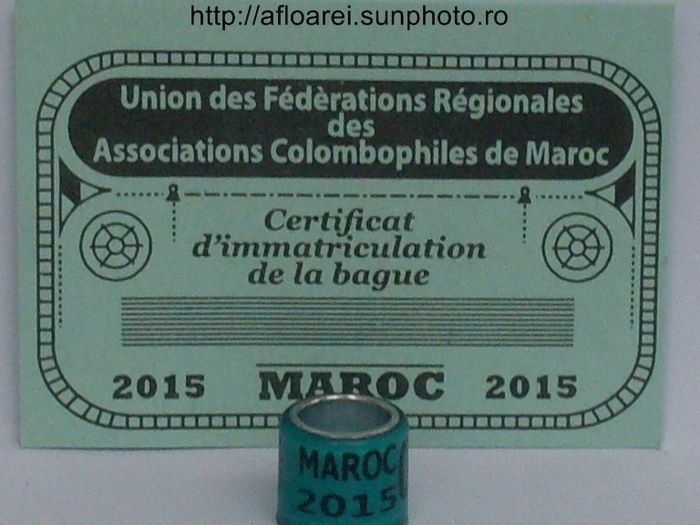 http://afloarei.sunphoto.ro
Union des Fédèrations Régionales
des
Associations Colombophiles de Maroc
Certificat
d'immatriculation
de la bague
2015 MAROC 2015
MAROC
2015